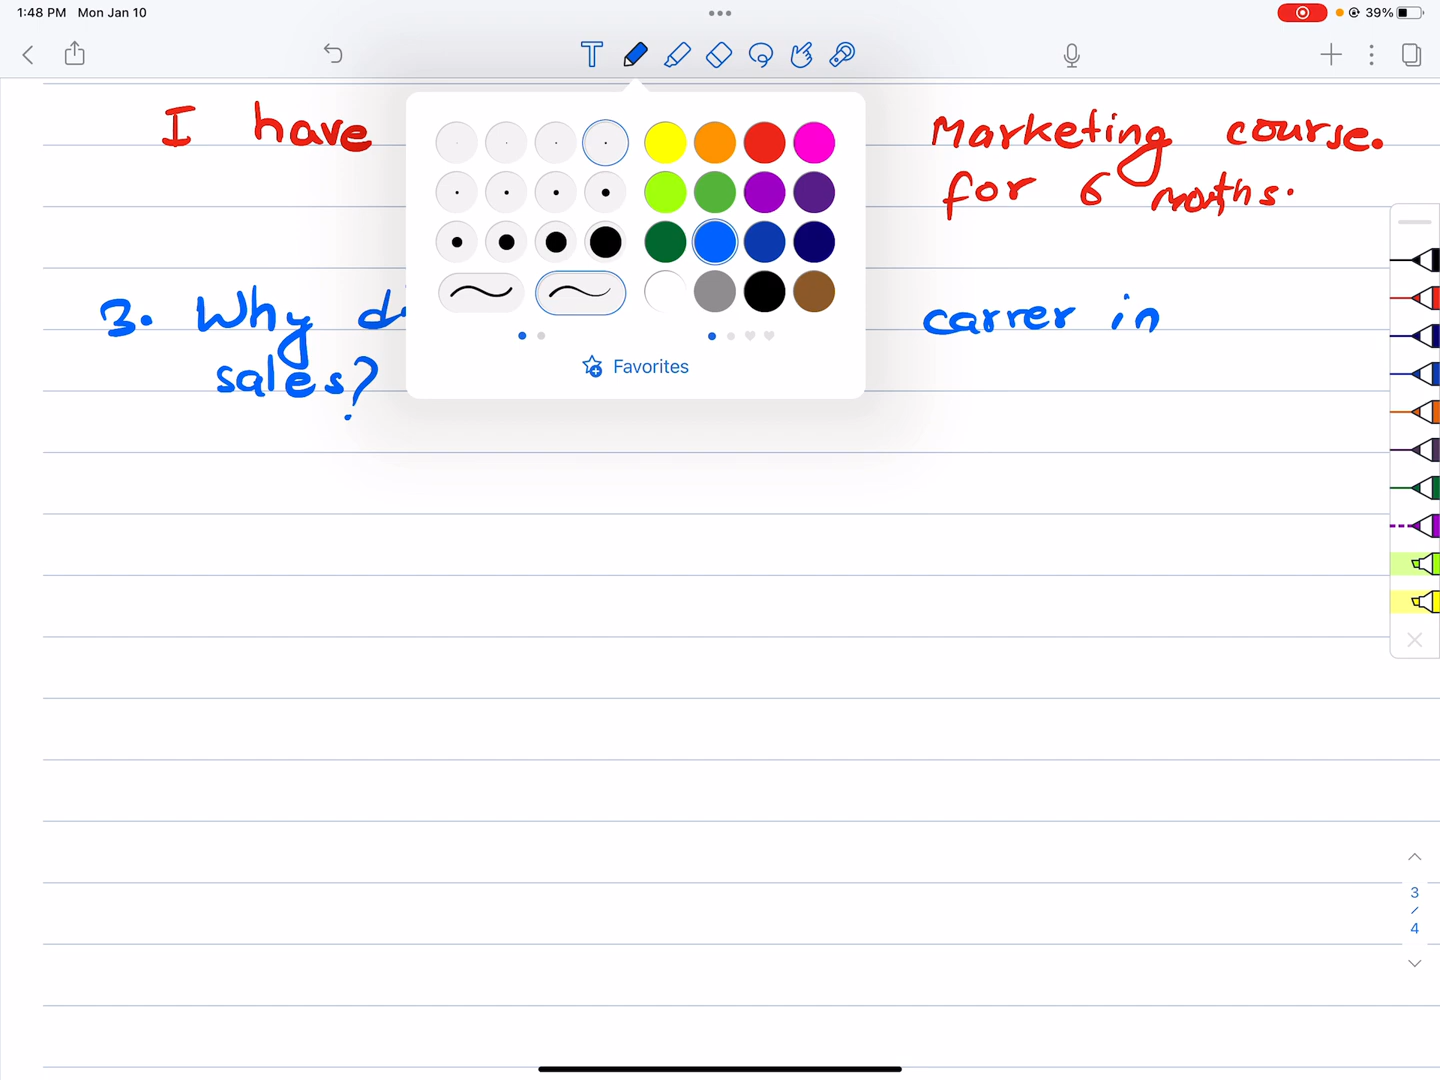 1:48 PM Mon Jan 10
39%
I have Marketing course.
for 6 months.
3. Why carrer in
sales?
Favorites
3
/
4